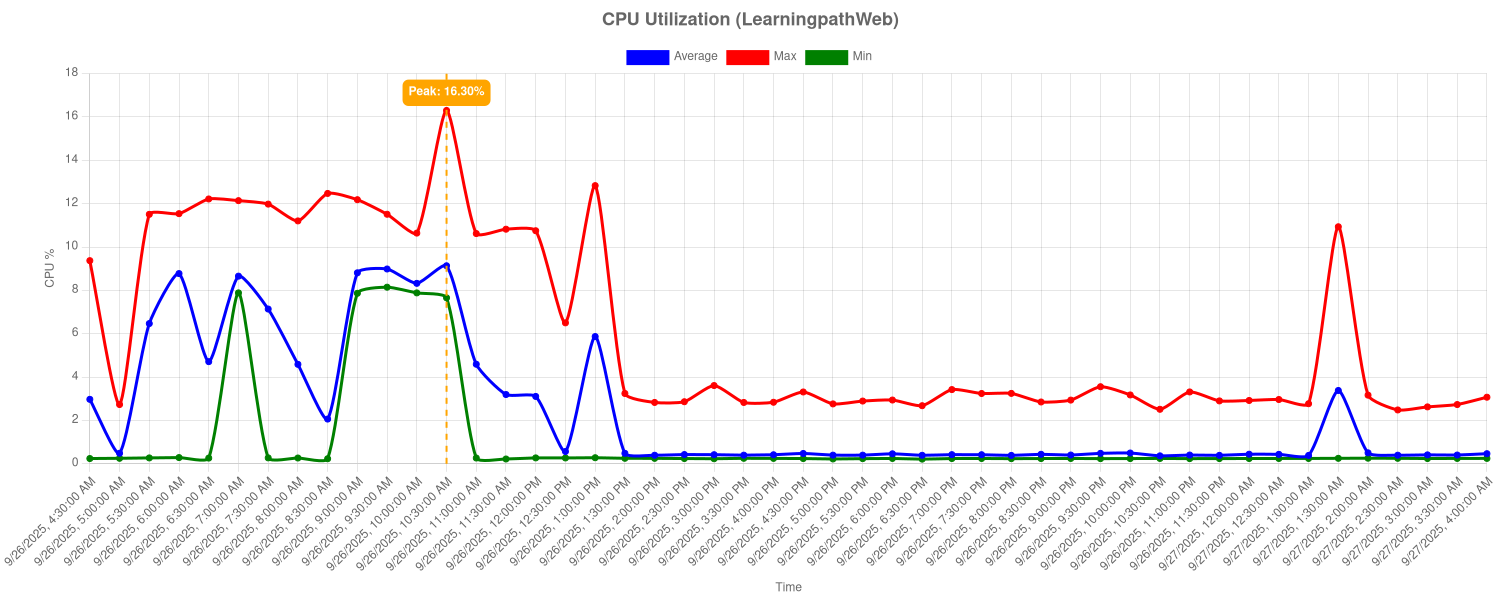 CPU Utilization (LearningpathWeb)
Average Max Min
Peak: 16.30%
18
16
14
12
10
8
6
4
2
0
CPU %
9/26/2025, 4:30:00 AM
9/26/2025, 5:00:00 AM
9/26/2025, 5:30:00 AM
9/26/2025, 6:00:00 AM
9/26/2025, 6:30:00 AM
9/26/2025, 7:00:00 AM
9/26/2025, 7:30:00 AM
9/26/2025, 8:00:00 AM
9/26/2025, 8:30:00 AM
9/26/2025, 9:00:00 AM
9/26/2025, 9:30:00 AM
9/26/2025, 10:00:00 AM
9/26/2025, 10:30:00 AM
9/26/2025, 11:00:00 AM
9/26/2025, 11:30:00 AM
9/26/2025, 12:00:00 PM
9/26/2025, 12:30:00 PM
9/26/2025, 1:00:00 PM
9/26/2025, 1:30:00 PM
9/26/2025, 2:00:00 PM
9/26/2025, 2:30:00 PM
9/26/2025, 3:00:00 PM
9/26/2025, 3:30:00 PM
9/26/2025, 4:00:00 PM
9/26/2025, 4:30:00 PM
9/26/2025, 5:00:00 PM
9/26/2025, 5:30:00 PM
9/26/2025, 6:00:00 PM
9/26/2025, 6:30:00 PM
9/26/2025, 7:00:00 PM
9/26/2025, 7:30:00 PM
9/26/2025, 8:00:00 PM
9/26/2025, 8:30:00 PM
9/26/2025, 9:00:00 PM
9/26/2025, 9:30:00 PM
9/26/2025, 10:00:00 PM
9/26/2025, 10:30:00 PM
9/26/2025, 11:00:00 PM
9/26/2025, 11:30:00 PM
9/27/2025, 12:00:00 AM
9/27/2025, 12:30:00 AM
9/27/2025, 1:00:00 AM
9/27/2025, 1:30:00 AM
9/27/2025, 2:00:00 AM
9/27/2025, 2:30:00 AM
9/27/2025, 3:00:00 AM
9/27/2025, 3:30:00 AM
9/27/2025, 4:00:00 AM
Time